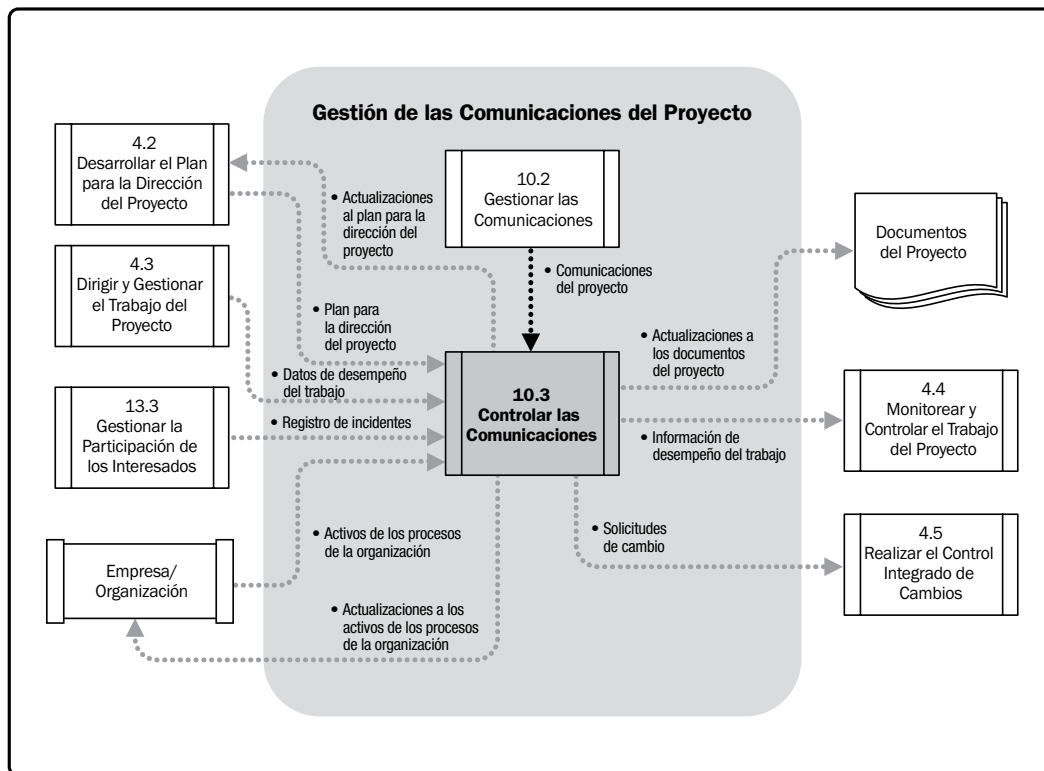 Gestión de las Comunicaciones del Proyecto
4.2
Desarrollar el Plan
para la Dirección
del Proyecto
4.3
Dirigir y Gestionar
el Trabajo del
Proyecto
13.3
Gestionar la
Participación de
los Interesados
Empresa/
Organización
• Actualizaciones
al plan para la
dirección del
proyecto
• Plan para
la dirección
del proyecto
• Datos de desempeño
del trabajo
• Registro de incidentes
• Activos de los procesos
de la organización
• Actualizaciones a los
activos de los procesos
de la organización
10.2
Gestionar las
Comunicaciones
• Comunicaciones
del proyecto
10.3
Controlar las
Comunicaciones
• Actualizaciones a
los documentos
del proyecto
• Información de
desempeño del trabajo
• Solicitudes
de cambio
Documentos
del Proyecto
4.4
Monitorear y
Controlar el Trabajo
del Proyecto
4.5
Realizar el Control
Integrado de
Cambios